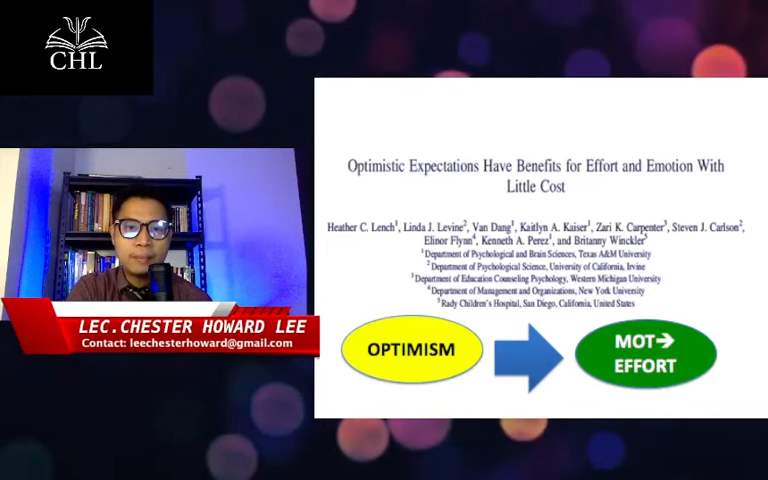 CHL
Optimistic Expectations Have Benefits for Effort and Emotion With
Little Cost
Heather C. Lench¹, Linda J. Levine², Van Dang¹, Kaitlyn A. Kaiser¹, Zari K. Carpenter³, Steven J. Carlson²,
Elinor Flynn⁴, Kenneth A. Perez¹, and Britanny Winckler⁵
¹ Department of Psychological and Brain Sciences, Texas A&M University
² Department of Psychological Science, University of California, Irvine
³ Department of Education Counseling Psychology, Western Michigan University
⁴ Department of Management and Organizations, New York University
⁵ Rady Children's Hospital, San Diego, California, United States
OPTIMISM
MOT→
EFFORT
LEC.CHESTER HOWARD LEE
Contact: leechesterhoward@gmail.com